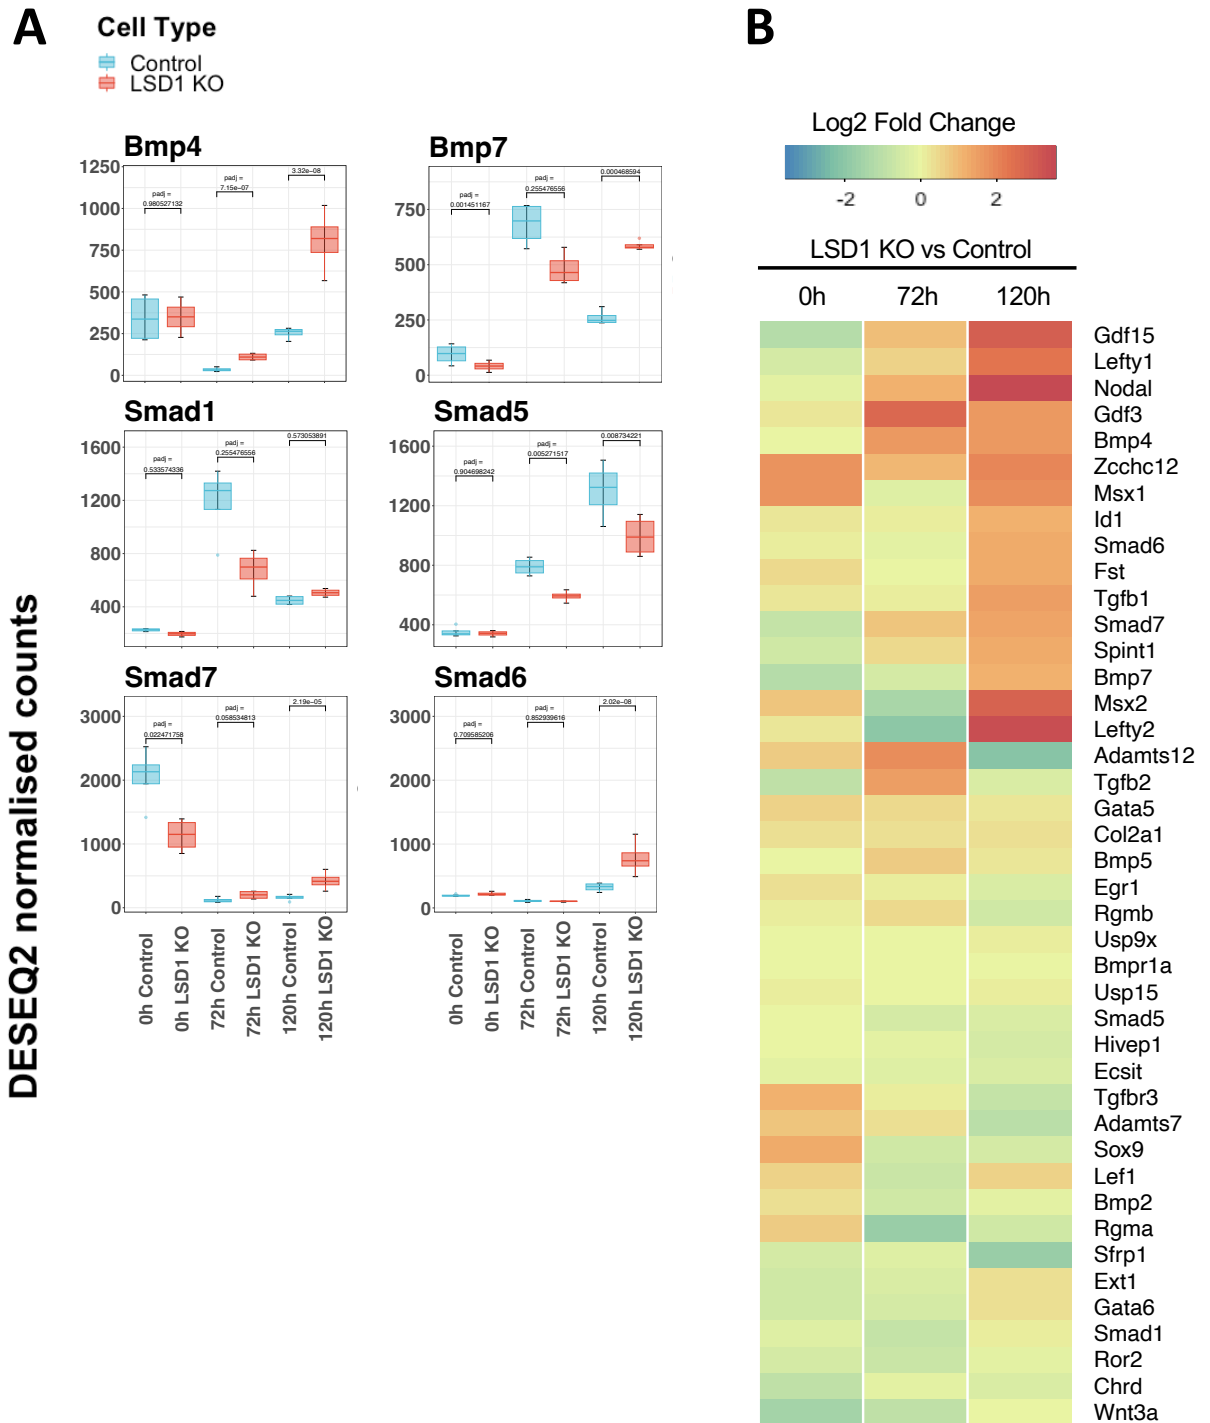 A
Cell Type
Control
LSD1 KO
DESEQ2 normalised counts
Bmp4
1250
1000
750
500
250
0
padj =
0.980527132
padj =
7.15e-07
3.32e-08
Bmp7
750
500
250
0
padj =
0.001451167
padj =
0.255476556
0.000468594
Smad1
1600
1200
800
400
padj =
0.533574336
padj =
0.255476556
0.573053891
Smad5
1600
1200
800
400
padj =
0.904698242
padj =
0.005271517
0.008734221
Smad7
3000
2000
1000
0
padj =
0.022471758
padj =
0.058534813
2.19e-05
0h Control
0h LSD1 KO
72h Control
72h LSD1 KO
120h Control
120h LSD1 KO
Smad6
3000
2000
1000
0
padj =
0.709585206
padj =
0.852939616
2.02e-08
0h Control
0h LSD1 KO
72h Control
72h LSD1 KO
120h Control
120h LSD1 KO
B
Log2 Fold Change
-2 0 2
LSD1 KO vs Control
0h 72h 120h
Gdf15
Lefty1
Nodal
Gdf3
Bmp4
Zcchc12
Msx1
Id1
Smad6
Fst
Tgfb1
Smad7
Spint1
Bmp7
Msx2
Lefty2
Adamts12
Tgfb2
Gata5
Col2a1
Bmp5
Egr1
Rgmb
Usp9x
Bmpr1a
Usp15
Smad5
Hivep1
Ecsit
Tgfbr3
Adamts7
Sox9
Lef1
Bmp2
Rgma
Sfrp1
Ext1
Gata6
Smad1
Ror2
Chrd
Wnt3a